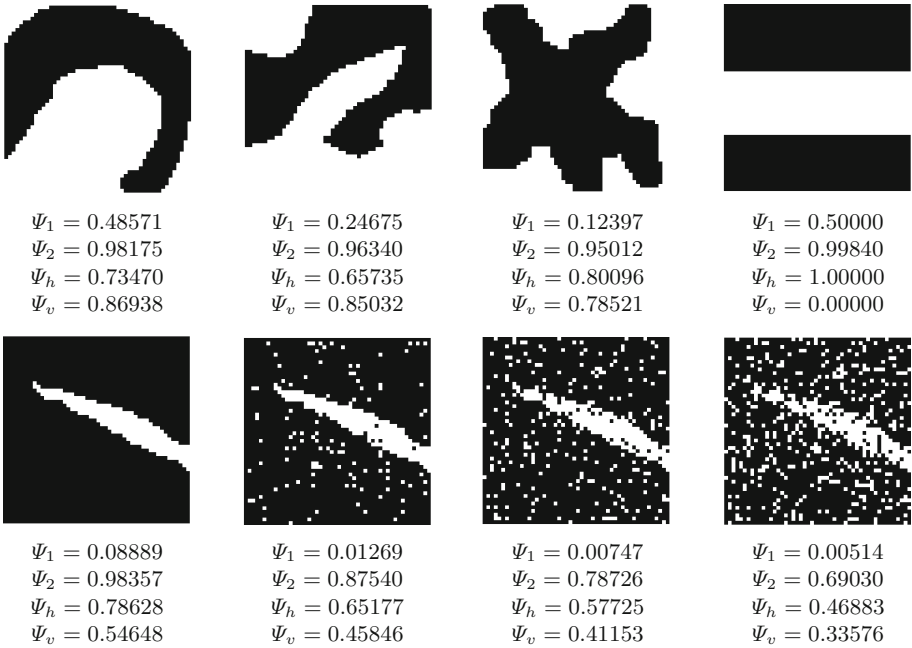 Ψ1 = 0.48571 Ψ1 = 0.24675 Ψ1 = 0.12397 Ψ1 = 0.50000
Ψ2 = 0.98175 Ψ2 = 0.96340 Ψ2 = 0.95012 Ψ2 = 0.99840
Ψh = 0.73470 Ψh = 0.65735 Ψh = 0.80096 Ψh = 1.00000
Ψv = 0.86938 Ψv = 0.85032 Ψv = 0.78521 Ψv = 0.00000
Ψ1 = 0.08889 Ψ1 = 0.01269 Ψ1 = 0.00747 Ψ1 = 0.00514
Ψ2 = 0.98357 Ψ2 = 0.87540 Ψ2 = 0.78726 Ψ2 = 0.69030
Ψh = 0.78628 Ψh = 0.65177 Ψh = 0.57725 Ψh = 0.46883
Ψv = 0.54648 Ψv = 0.45846 Ψv = 0.41153 Ψv = 0.33576